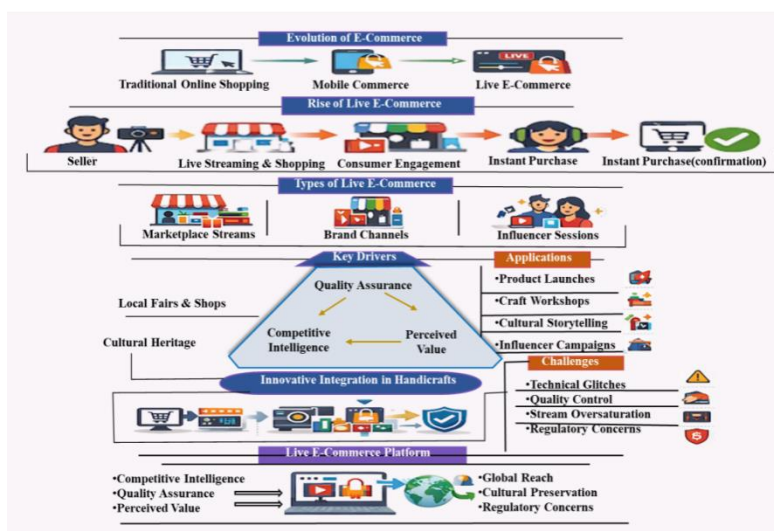 Evolution of E-Commerce
LIVE
Traditional Online Shopping
Mobile Commerce
Live E-Commerce
Rise of Live E-Commerce
Seller
Live Streaming & Shopping
Consumer Engagement
Instant Purchase
Instant Purchase(confirmation)
Types of Live E-Commerce
Marketplace Streams
Brand Channels
Influencer Sessions
Key Drivers
Quality Assurance
Competitive
Intelligence
Perceived
Value
Local Fairs & Shops
Cultural Heritage
Applications
•Product Launches
•Craft Workshops
•Cultural Storytelling
•Influencer Campaigns
Challenges
•Technical Glitches
•Quality Control
•Stream Oversaturation
•Regulatory Concerns
Innovative Integration in Handicrafts
Live E-Commerce Platform
•Competitive Intelligence
•Quality Assurance
•Perceived Value
•Global Reach
•Cultural Preservation
•Regulatory Concerns